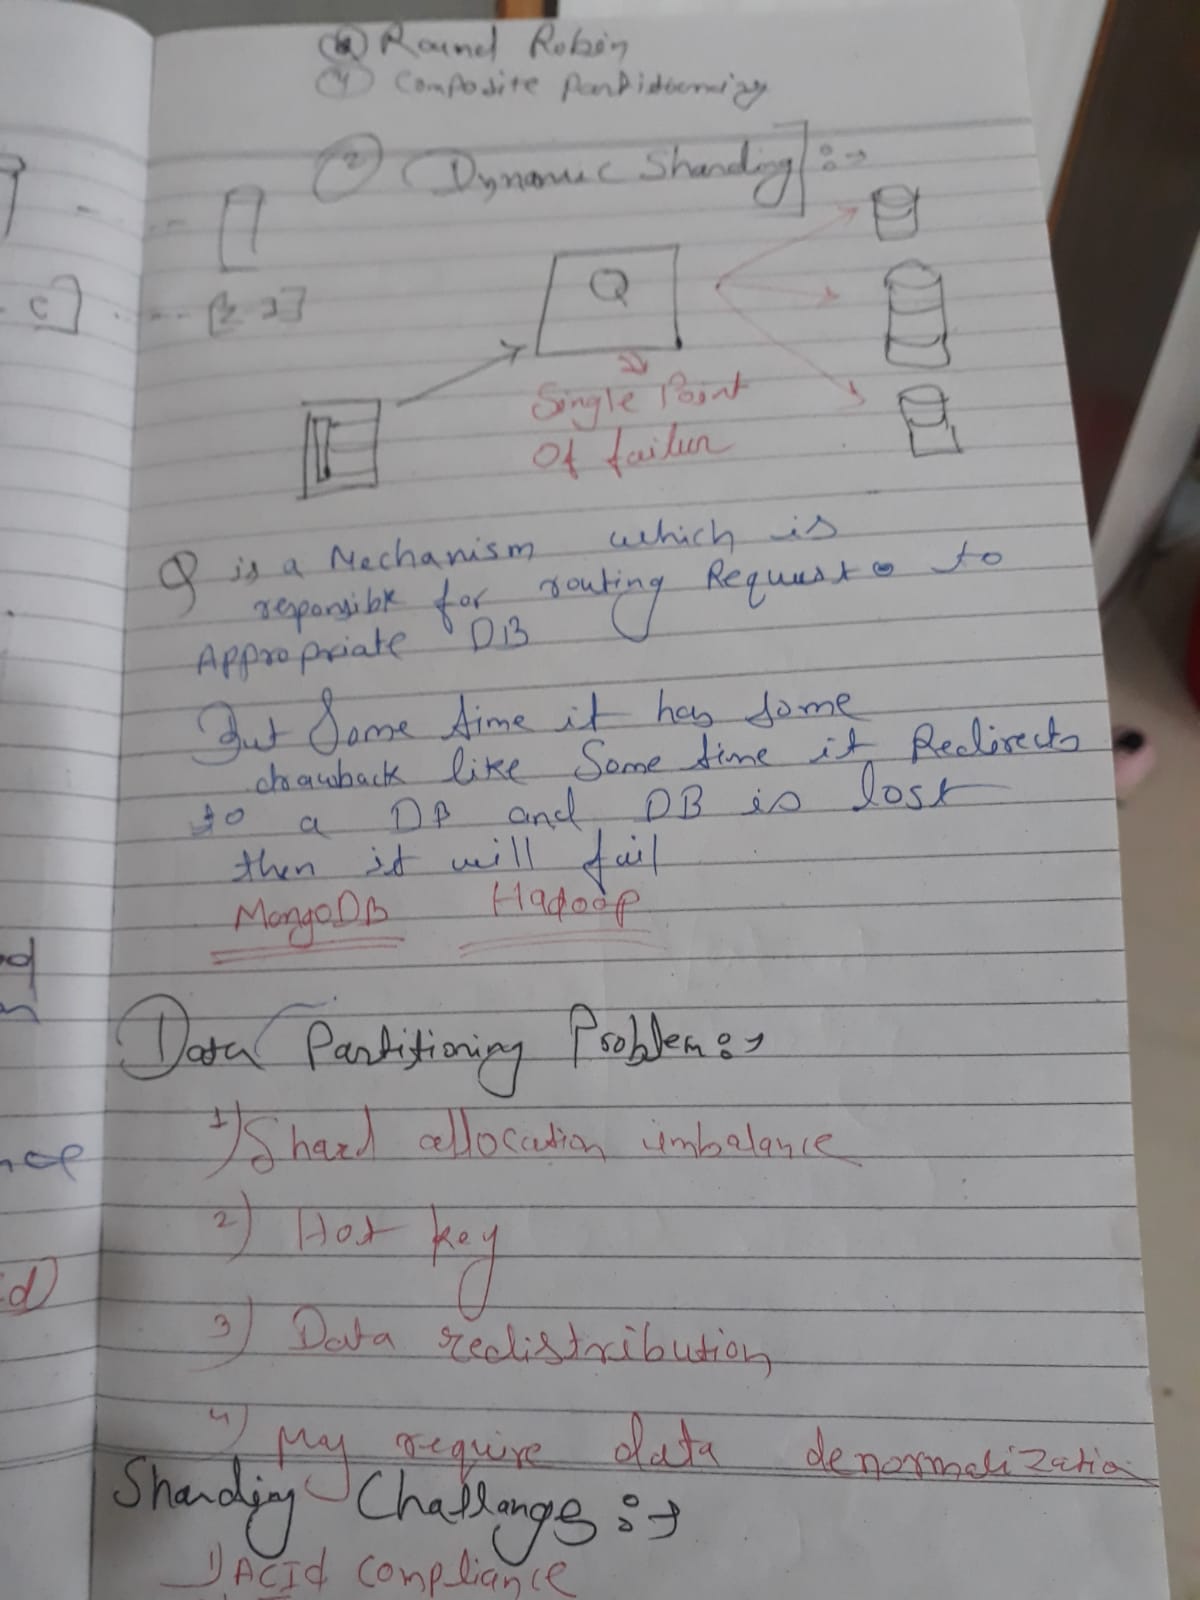 Round Robin
4) Composite Partitioning
2) Dynamic Sharding :→
c]
Q
Single Point
Of failur
Q is a Mechanism which is
responsible for routing Request to
Appropriate DB
But Some time it has some
drawback like Some time it Redirects
to a DB and DB is lost
then it will fail
MongoDB Hadoop
Data Partitioning Problem :→
1) Shard allocation imbalance
2) Hot key
3) Data redistribution
4) May require data denormalization
Sharding Challanges :→
1) ACID compliance